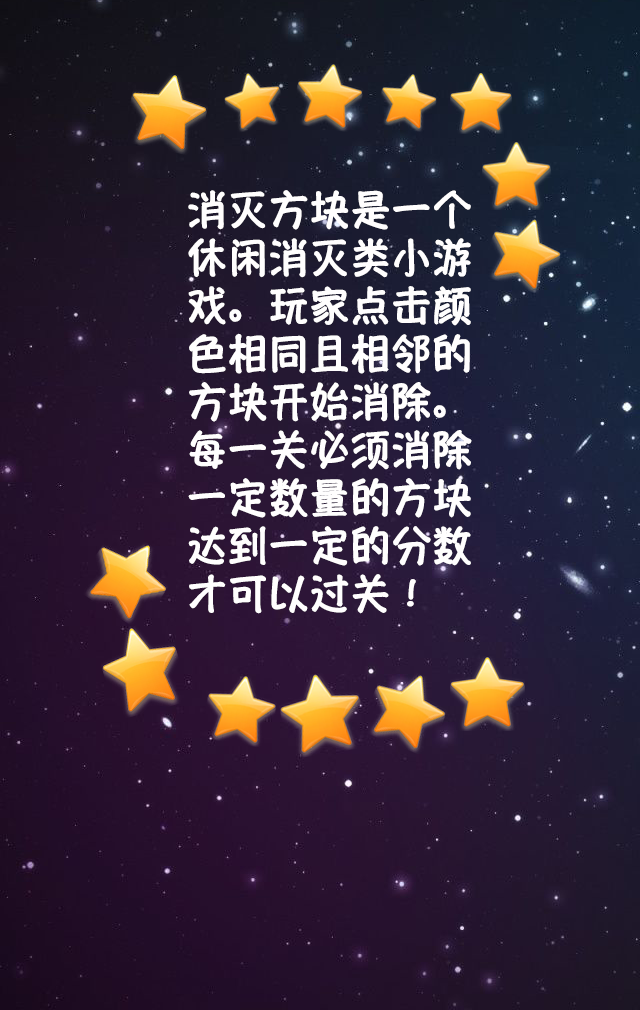 消灭方块是一个
休闲消灭类小游
戏。玩家点击颜
色相同且相邻的
方块开始消除。
每一关必须消除
一定数量的方块
达到一定的分数
才可以过关！